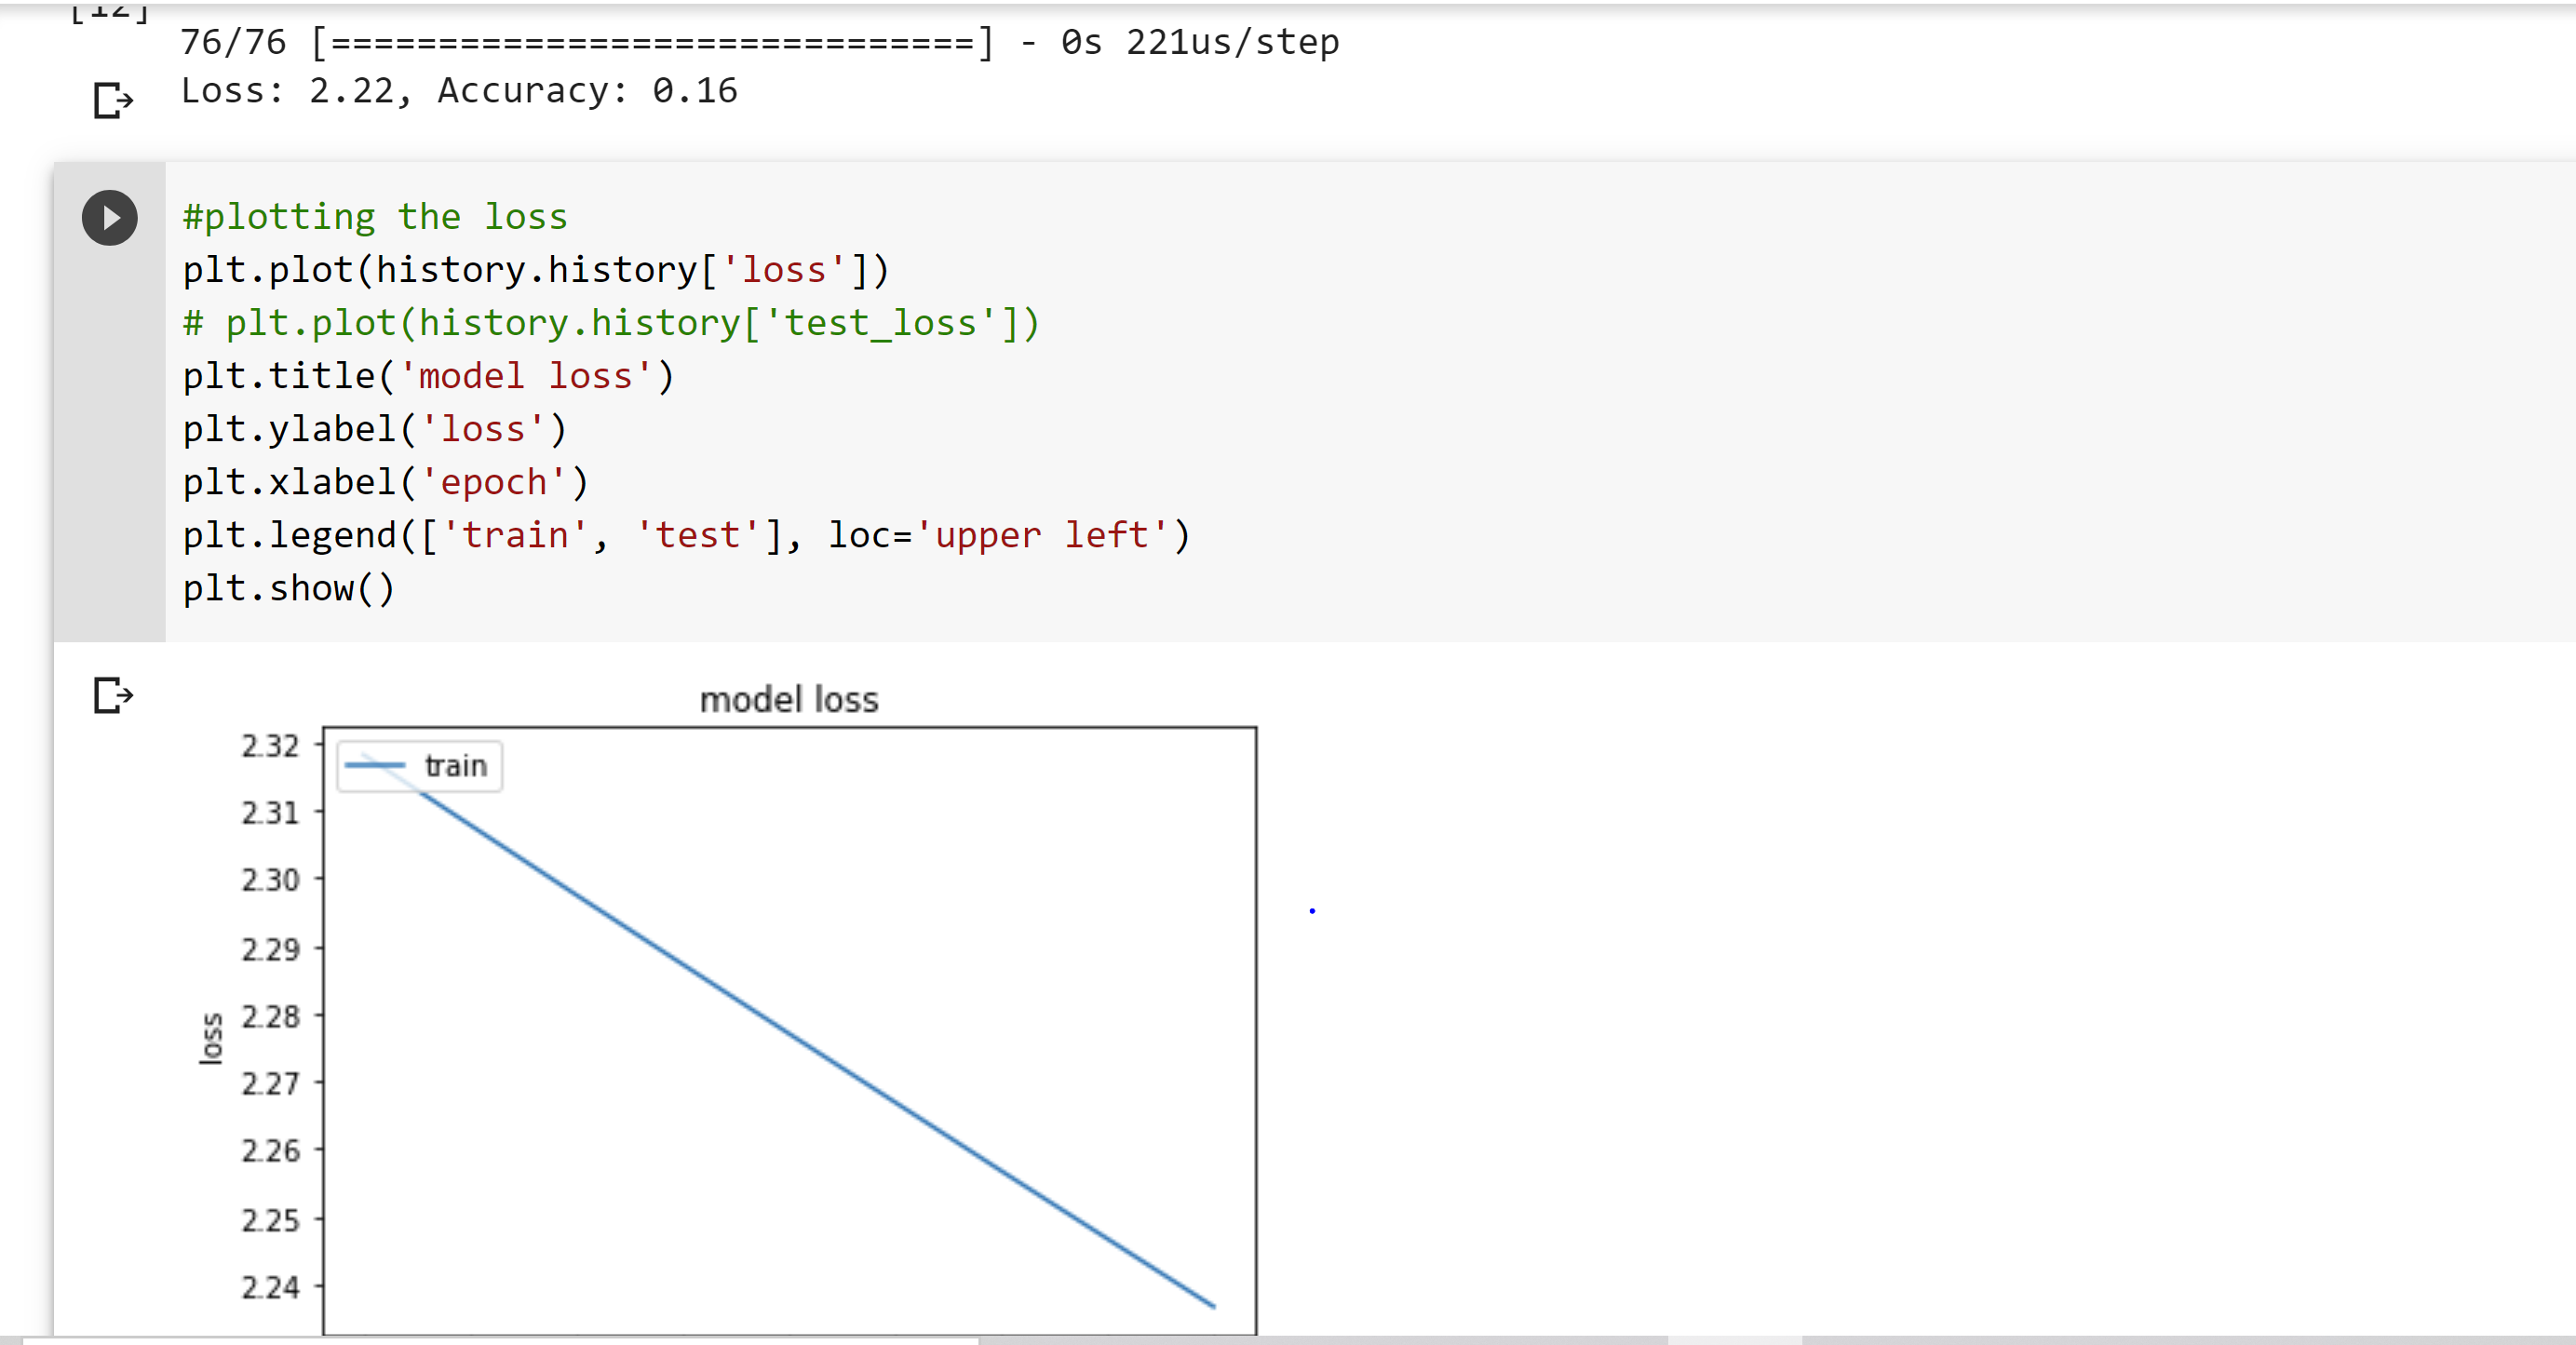 [12]
76/76 [==============================] - 0s 221us/step
Loss: 2.22, Accuracy: 0.16
#plotting the loss
plt.plot(history.history['loss'])
# plt.plot(history.history['test_loss'])
plt.title('model loss')
plt.ylabel('loss')
plt.xlabel('epoch')
plt.legend(['train', 'test'], loc='upper left')
plt.show()
model loss
train
2.32
2.31
2.30
2.29
2.28
2.27
2.26
2.25
2.24
loss